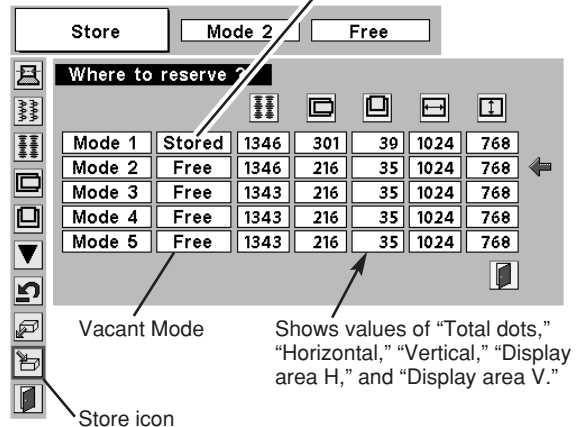 Store Mode 2 Free
Where to reserve ?
Mode 1 Stored 1346 301 39 1024 768
Mode 2 Free 1346 216 35 1024 768
Mode 3 Free 1343 216 35 1024 768
Mode 4 Free 1343 216 35 1024 768
Mode 5 Free 1343 216 35 1024 768
Vacant Mode
Shows values of “Total dots,”
“Horizontal,” “Vertical,” “Display
area H,” and “Display area V.”
Store icon